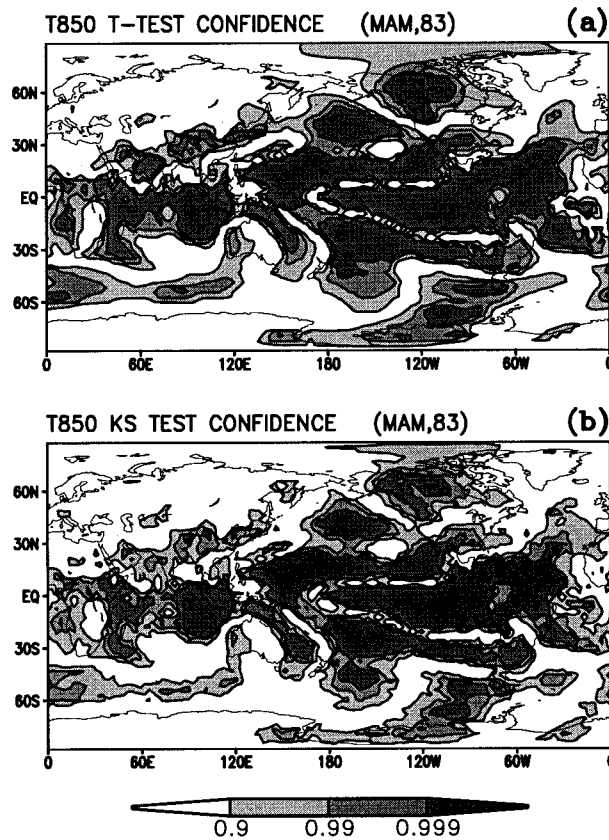 T850 T-TEST CONFIDENCE (MAM,83) (a)
60N
30N
EQ
30S
60S
0 60E 120E 180 120W 60W 0
T850 KS TEST CONFIDENCE (MAM,83) (b)
60N
30N
EQ
30S
60S
0 60E 120E 180 120W 60W 0
0.9 0.99 0.999